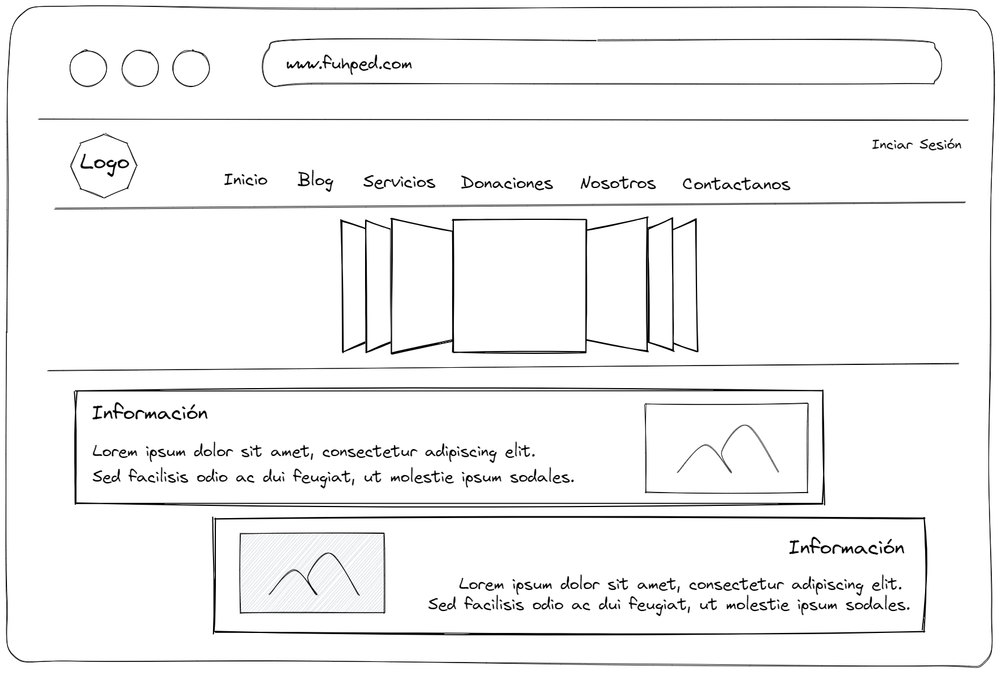 www.fuhped.com
Inciar Sesión
Logo
Inicio Blog Servicios Donaciones Nosotros Contactanos
Información
Lorem ipsum dolor sit amet, consectetur adipiscing elit.
Sed facilisis odio ac dui feugiat, ut molestie ipsum sodales.
Información
Lorem ipsum dolor sit amet, consectetur adipiscing elit.
Sed facilisis odio ac dui feugiat, ut molestie ipsum sodales.